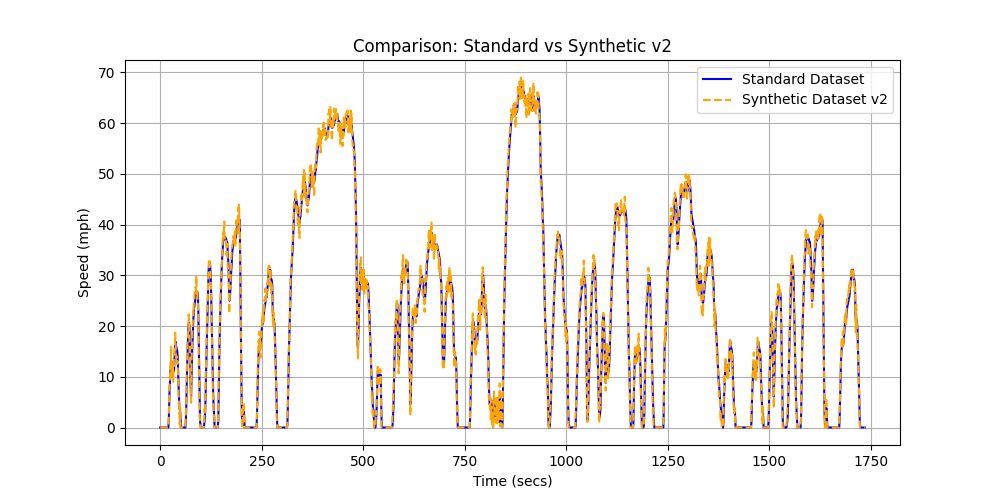 Comparison: Standard vs Synthetic v2
Standard Dataset
Synthetic Dataset v2
Speed (mph)
70
60
50
40
30
20
10
0
0 250 500 750 1000 1250 1500 1750
Time (secs)